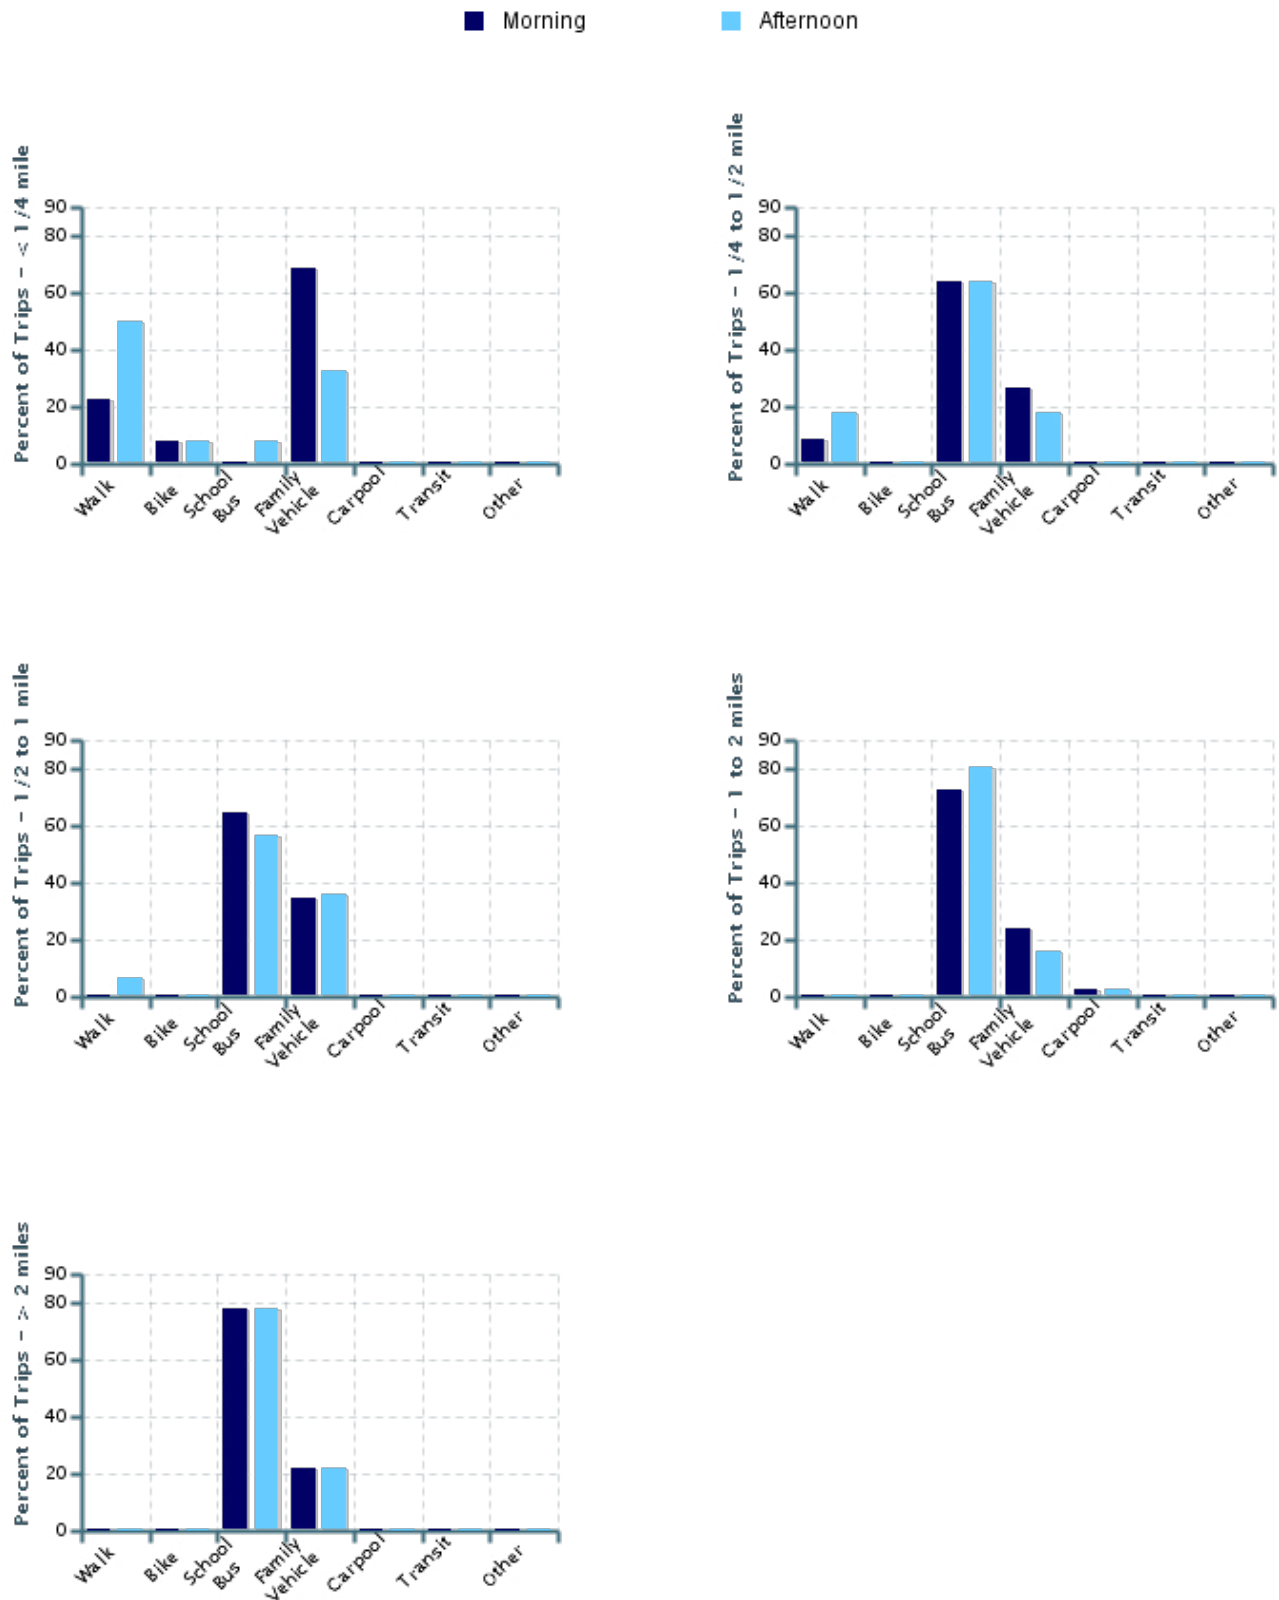 Morning Afternoon
Percent of Trips - < 1/4 mile
90
80
60
40
20
0
Walk
Bike
School
Bus
Family
Vehicle
Carpool
Transit
Other
Percent of Trips - 1/4 to 1/2 mile
90
80
60
40
20
0
Walk
Bike
School
Bus
Family
Vehicle
Carpool
Transit
Other
Percent of Trips - 1/2 to 1 mile
90
80
60
40
20
0
Walk
Bike
School
Bus
Family
Vehicle
Carpool
Transit
Other
Percent of Trips - 1 to 2 miles
90
80
60
40
20
0
Walk
Bike
School
Bus
Family
Vehicle
Carpool
Transit
Other
Percent of Trips - > 2 miles
90
80
60
40
20
0
Walk
Bike
School
Bus
Family
Vehicle
Carpool
Transit
Other